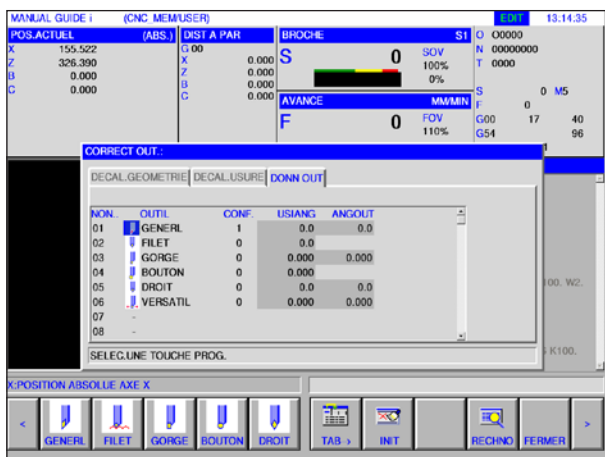 MANUAL GUIDE i (CNC_MEM/USER) EDIT 13.14.35
POS.ACTUEL (ABS.) DIST A PAR BROCHE S1 O O0000
X 155.522 G 00 S 0 SOV N 00000000
Z 326.390 X 0.000 100% T 0000
B 0.000 Z 0.000 0%
C 0.000 B 0.000 S 0 M5
C 0.000 AVANCE MM/MIN F 0
F 0 FOV G00 17 40
110% G54 96
CORRECT OUT.: 1
DECAL.GEOMETRIE DECAL.USURE DONN OUT
NON.. OUTIL CONF. USIANG ANGOUT
01 GENERL 1 0.0 0.0
02 FILET 0 0.0
03 GORGE 0 0.000 0.000
04 BOUTON 0 0.000
05 DROIT 0 0.0 0.0
06 VERSATIL 0 0.000 0.000
07 -
08 -
100. W2.
K100.
SELEC.UNE TOUCHE PROG.
X:POSITION ABSOLUE AXE X
< GENERL FILET GORGE BOUTON DROIT TAB > INIT RECHNO FERMER >